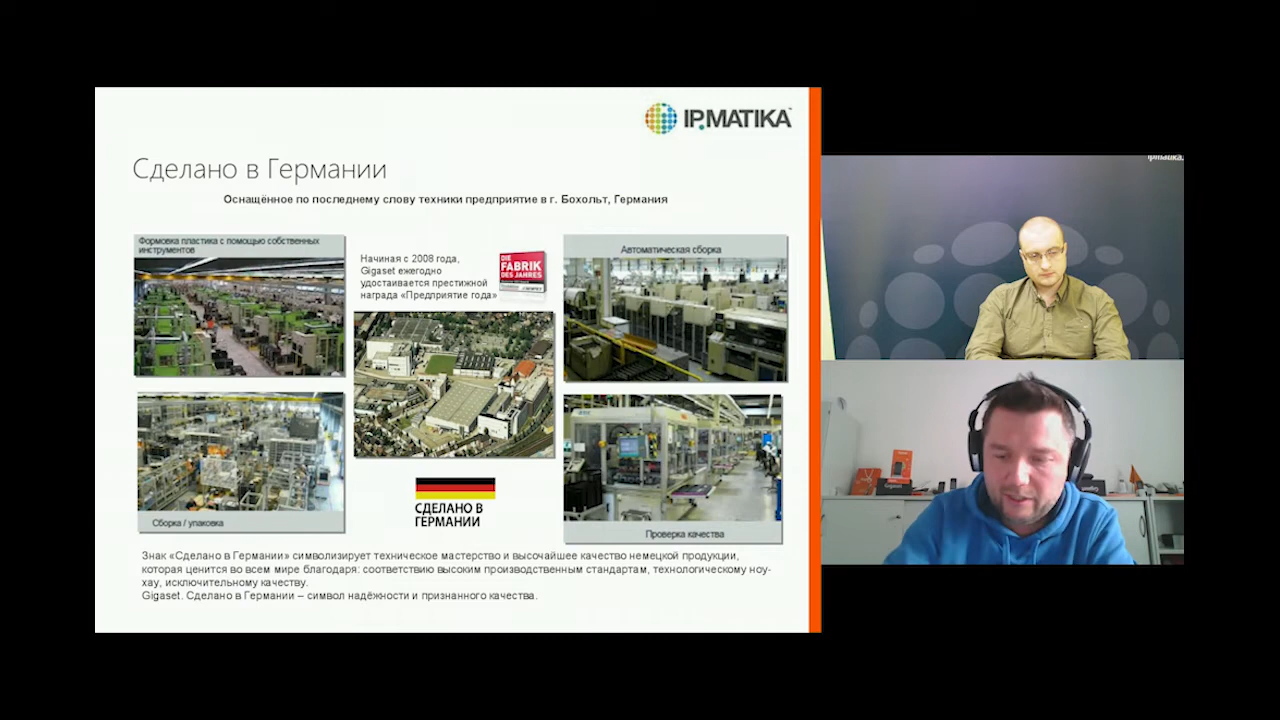 IPMATIKA
Сделано в Германии
Оснащённое по последнему слову техники предприятие в г. Бохольт, Германия
Формовка пластика с помощью собственных
инструментов
Начиная с 2008 года,
Gigaset ежегодно
удостаивается престижной
награда «Предприятие года»
DIE
FABRIK
DES JAHRES
Автоматическая сборка
Сборка / упаковка
СДЕЛАНО В
ГЕРМАНИИ
Проверка качества
Знак «Сделано в Германии» символизирует техническое мастерство и высочайшее качество немецкой продукции,
которая ценится во всем мире благодаря: соответствию высоким производственным стандартам, технологическому ноу-
хау, исключительному качеству.
Gigaset. Сделано в Германии – символ надёжности и признанного качества.
ipmatika.